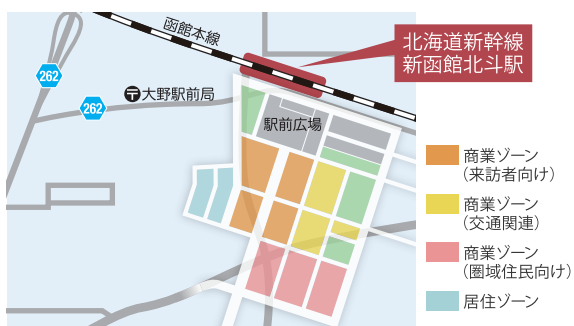 函館本線
北海道新幹線
新函館北斗駅
262
262
大野駅前局
駅前広場
商業ゾーン
(来訪者向け)
商業ゾーン
(交通関連)
商業ゾーン
(圏域住民向け)
居住ゾーン